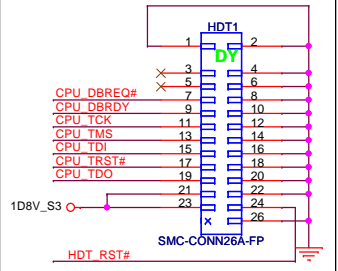 HDT1
1 2
DY
3 4
5 6
CPU_DBREQ# 7 8
CPU_DBRDY 9 10
CPU_TCK 11 12
CPU_TMS 13 14
CPU_TDI 15 16
CPU_TRST# 17 18
CPU_TDO 19 20
21 22
1D8V_S3 23 24
26
SMC-CONN26A-FP
HDT_RST#